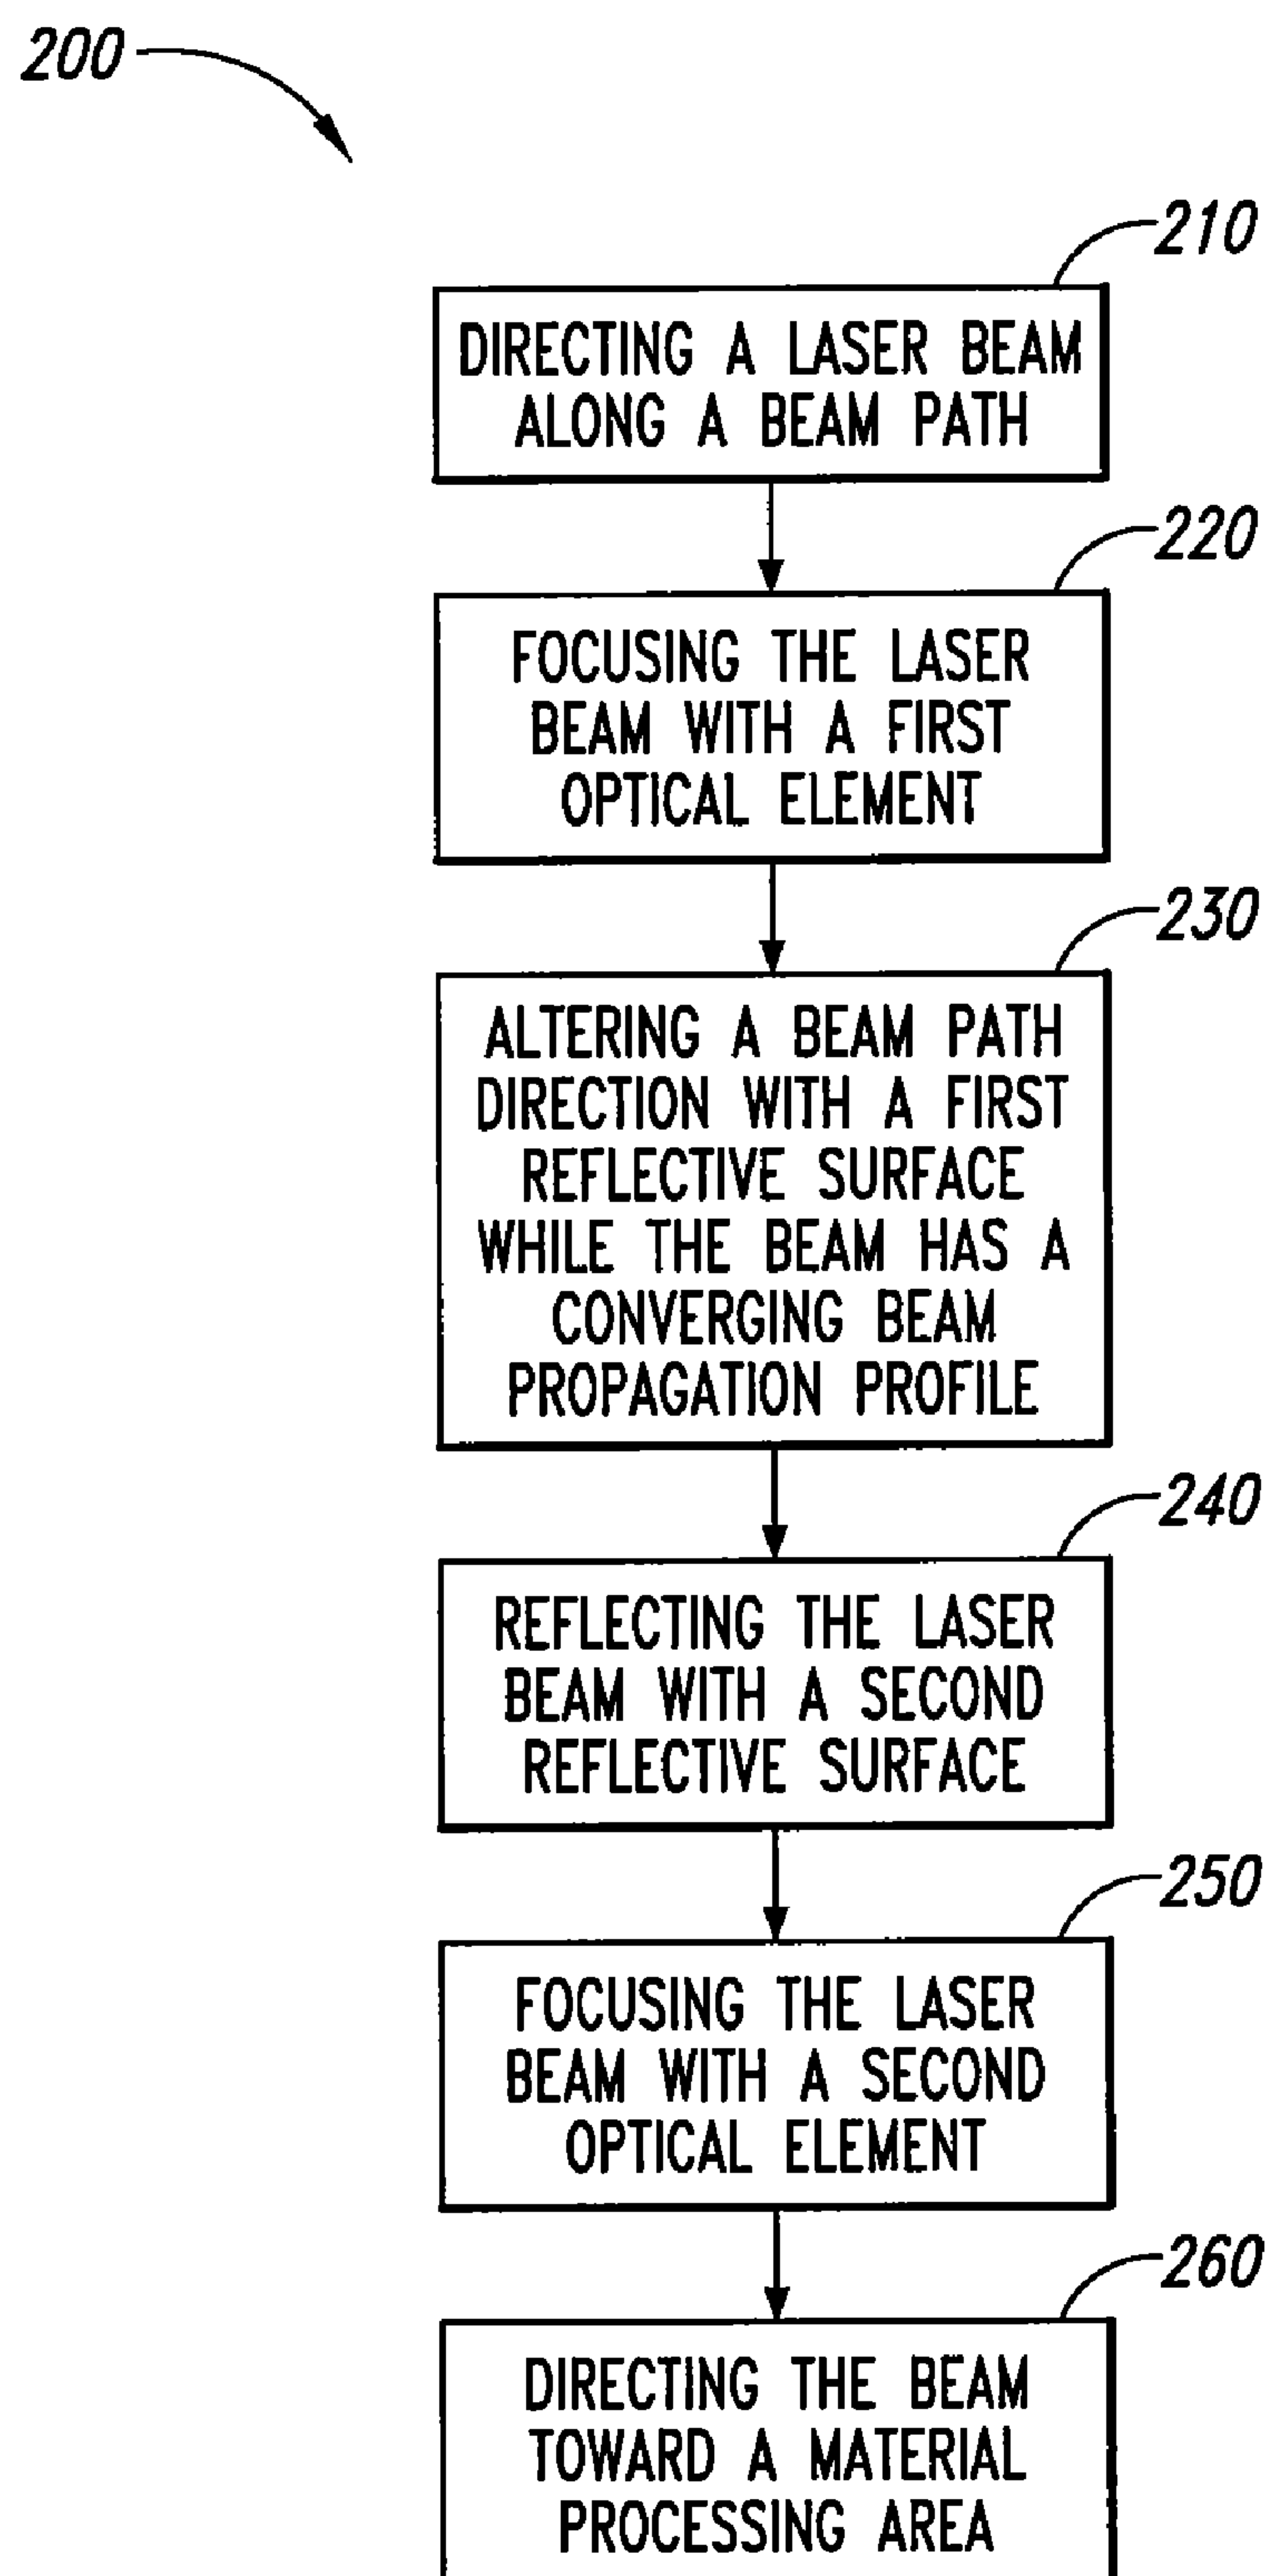 200
210
DIRECTING A LASER BEAM
ALONG A BEAM PATH
220
FOCUSING THE LASER
BEAM WITH A FIRST
OPTICAL ELEMENT
230
ALTERING A BEAM PATH
DIRECTION WITH A FIRST
REFLECTIVE SURFACE
WHILE THE BEAM HAS A
CONVERGING BEAM
PROPAGATION PROFILE
240
REFLECTING THE LASER
BEAM WITH A SECOND
REFLECTIVE SURFACE
250
FOCUSING THE LASER
BEAM WITH A SECOND
OPTICAL ELEMENT
260
DIRECTING THE BEAM
TOWARD A MATERIAL
PROCESSING AREA